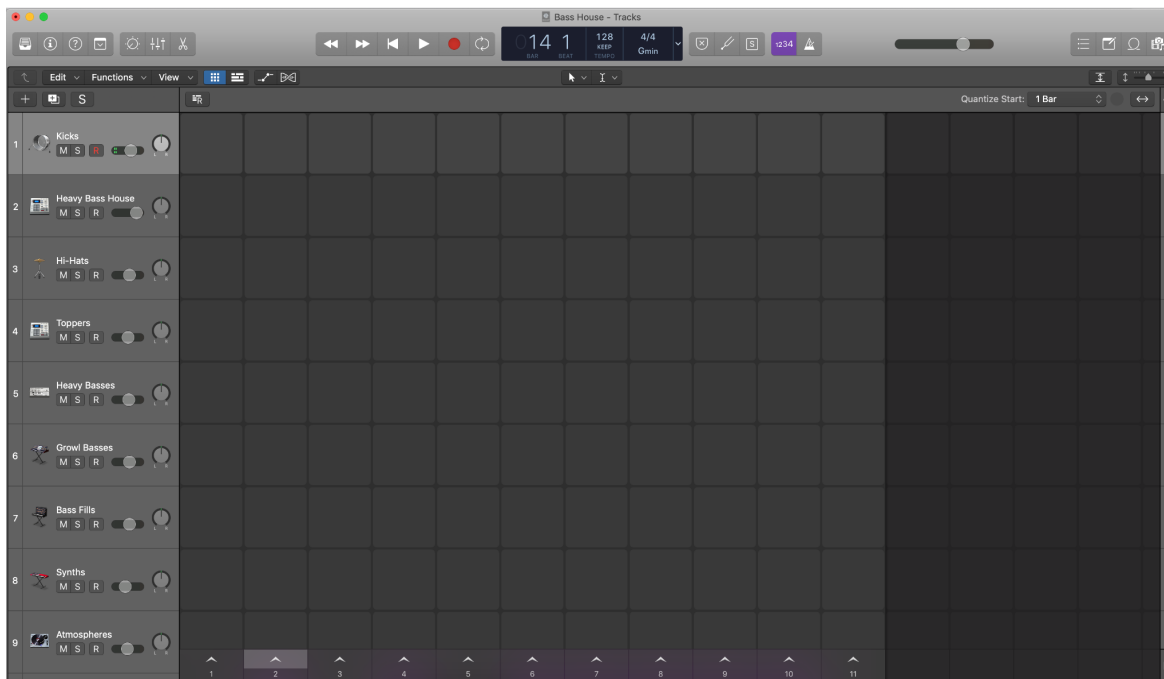 Bass House - Tracks
14 1 128 KEEP 4/4 Gmin
BAR BEAT TEMPO
S 1234
Edit Functions View
S
Quantize Start: 1 Bar
1 Kicks
M S R
L R
2 Heavy Bass House
M S R
L R
3 Hi-Hats
M S R
L R
4 Toppers
M S R
L R
5 Heavy Basses
M S R
L R
6 Growl Basses
M S R
L R
7 Bass Fills
M S R
L R
8 Synths
M S R
L R
9 Atmospheres
M S R
L R
1 2 3 4 5 6 7 8 9 10 11